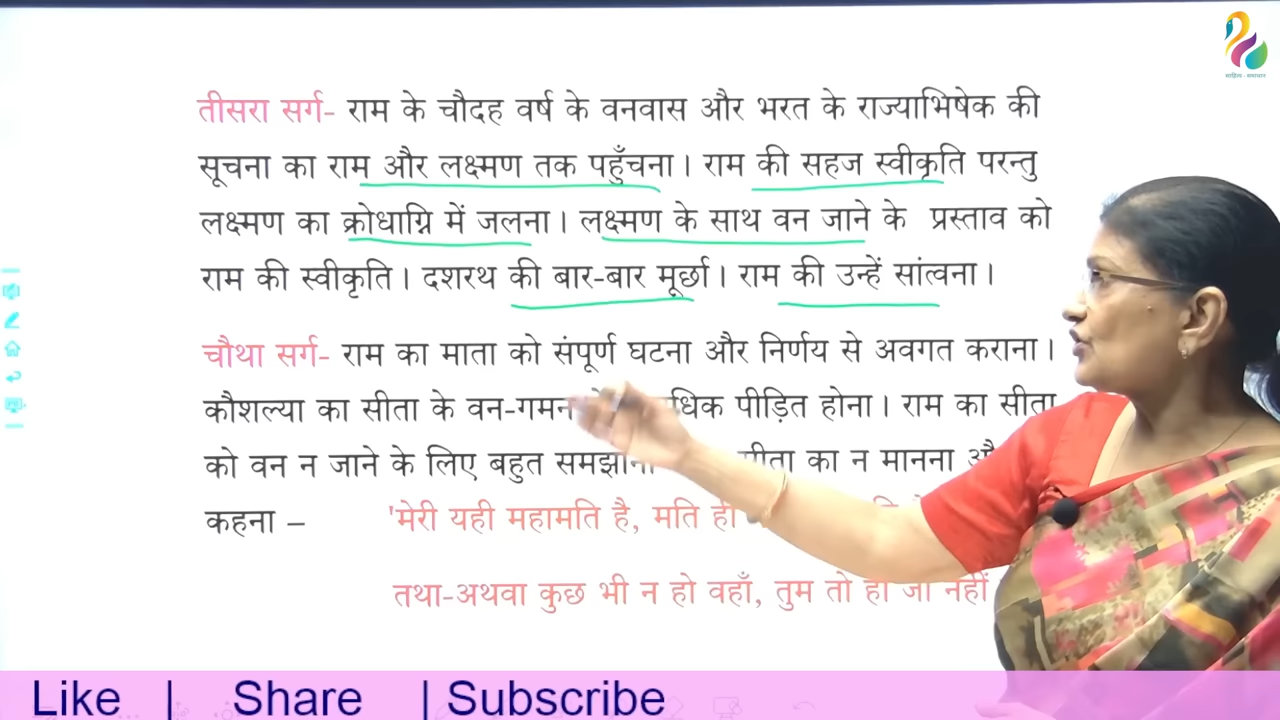 साहित्य - समाचार
तीसरा सर्ग- राम के चौदह वर्ष के वनवास और भरत के राज्याभिषेक की
सूचना का राम और लक्ष्मण तक पहुँचना। राम की सहज स्वीकृति परन्तु
लक्ष्मण का क्रोधाग्नि में जलना। लक्ष्मण के साथ वन जाने के प्रस्ताव को
राम की स्वीकृति। दशरथ की बार-बार मूर्छा। राम की उन्हें सांत्वना।
चौथा सर्ग- राम का माता को संपूर्ण घटना और निर्णय से अवगत कराना।
कौशल्या का सीता के वन-गमन पीड़ित होना। राम का सीता
को वन न जाने के लिए बहुत समझाना सीता का न मानना
कहना – 'मेरी यही महामति है, मति ही
तथा-अथवा कुछ भी न हो वहाँ, तुम तो हो जो नहीं
Like | Share | Subscribe